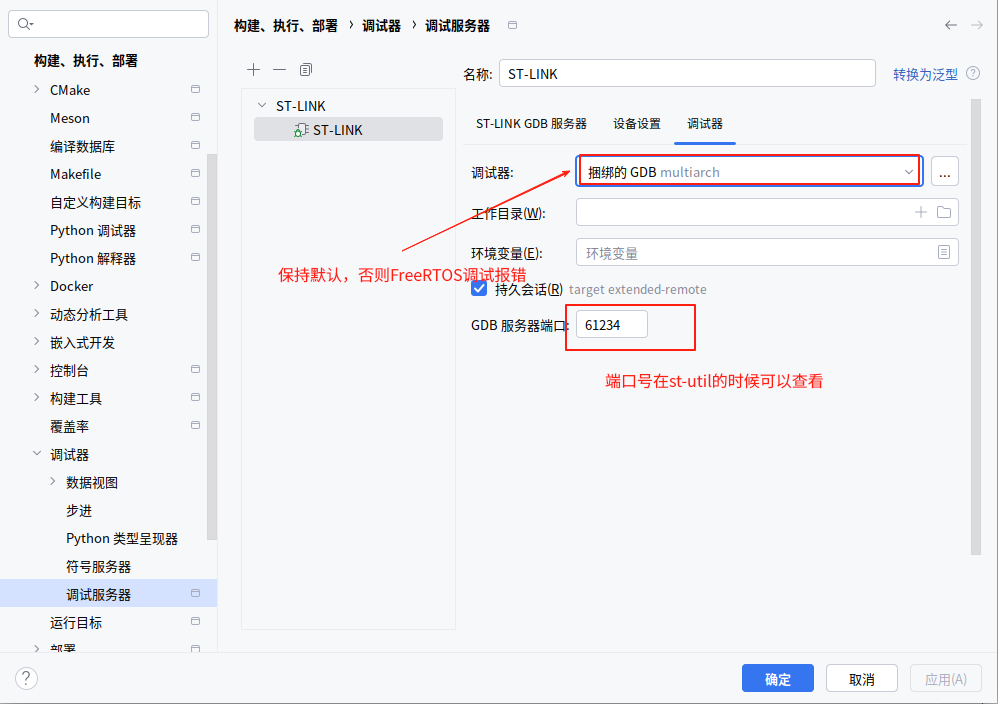 构建、执行、部署
CMake
Meson
编译数据库
Makefile
自定义构建目标
Python 调试器
Python 解释器
Docker
动态分析工具
嵌入式开发
控制台
构建工具
覆盖率
调试器
数据视图
步进
Python 类型呈现器
符号服务器
调试服务器
运行目标
部署
构建、执行、部署 › 调试器 › 调试服务器
ST-LINK
ST-LINK
名称: ST-LINK 转换为泛型 ?
ST-LINK GDB 服务器 设备设置 调试器
调试器: 捆绑的 GDB multiarch ...
工作目录(W):
环境变量(E): 环境变量
保持默认，否则FreeRTOS调试报错
持久会话(R) target extended-remote
GDB 服务器端口: 61234
端口号在st-util的时候可以查看
? 确定 取消 应用(A)